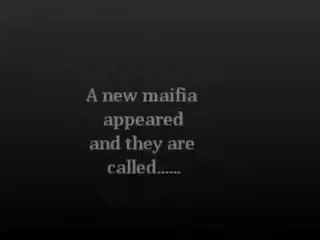 A new maifia
appeared
and they are
called......